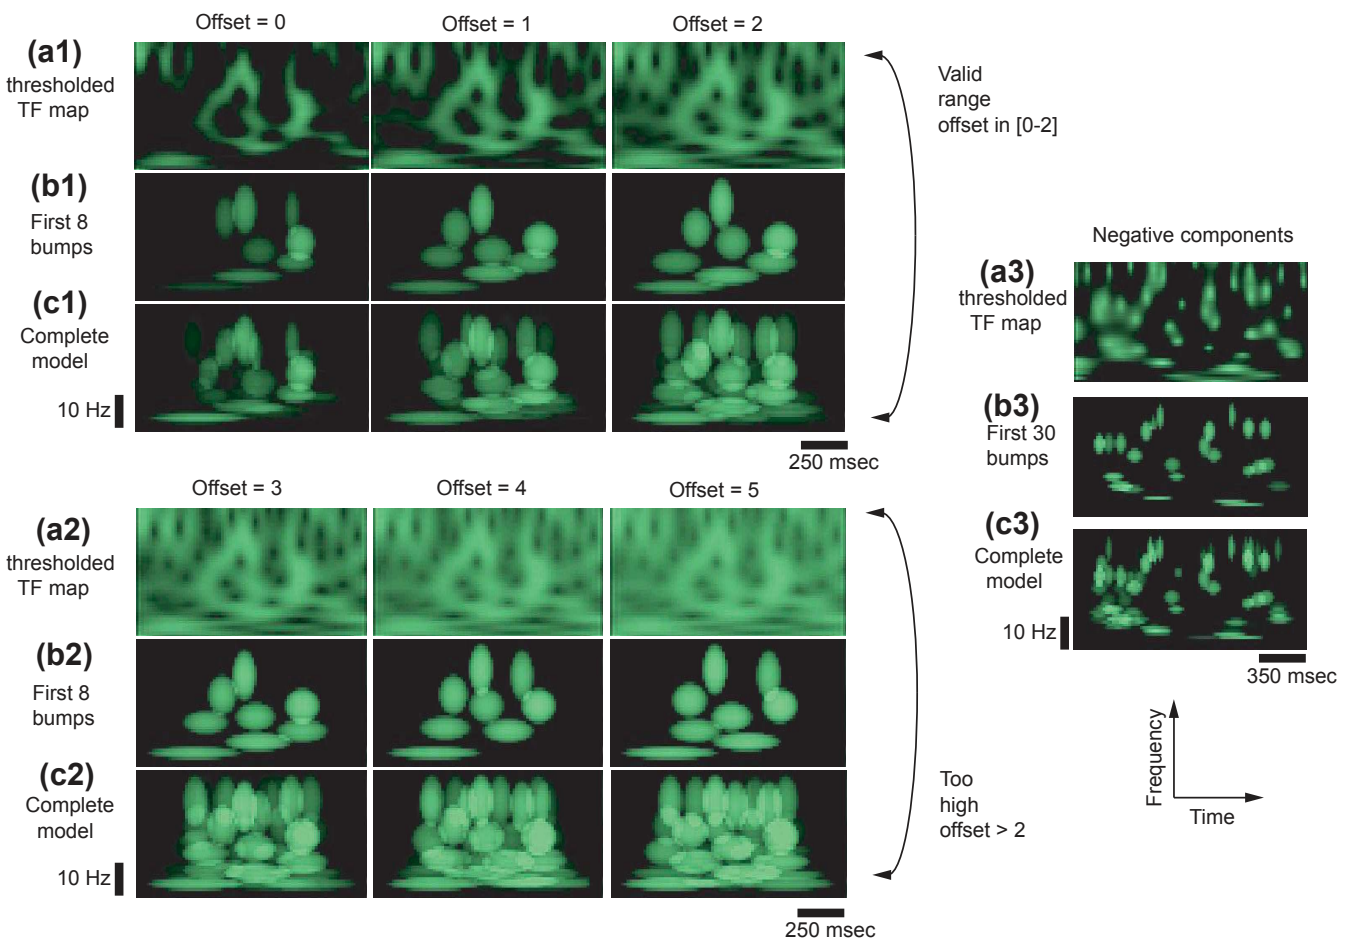 Offset = 0
Offset = 1
Offset = 2
(a1)
thresholded
TF map
Valid
range
offset in [0-2]
(b1)
First 8
bumps
(c1)
Complete
model
10 Hz
250 msec
Offset = 3
Offset = 4
Offset = 5
(a2)
thresholded
TF map
(b2)
First 8
bumps
(c2)
Complete
model
10 Hz
250 msec
Too
high
offset > 2
Negative components
(a3)
thresholded
TF map
(b3)
First 30
bumps
(c3)
Complete
model
10 Hz
350 msec
Frequency
Time